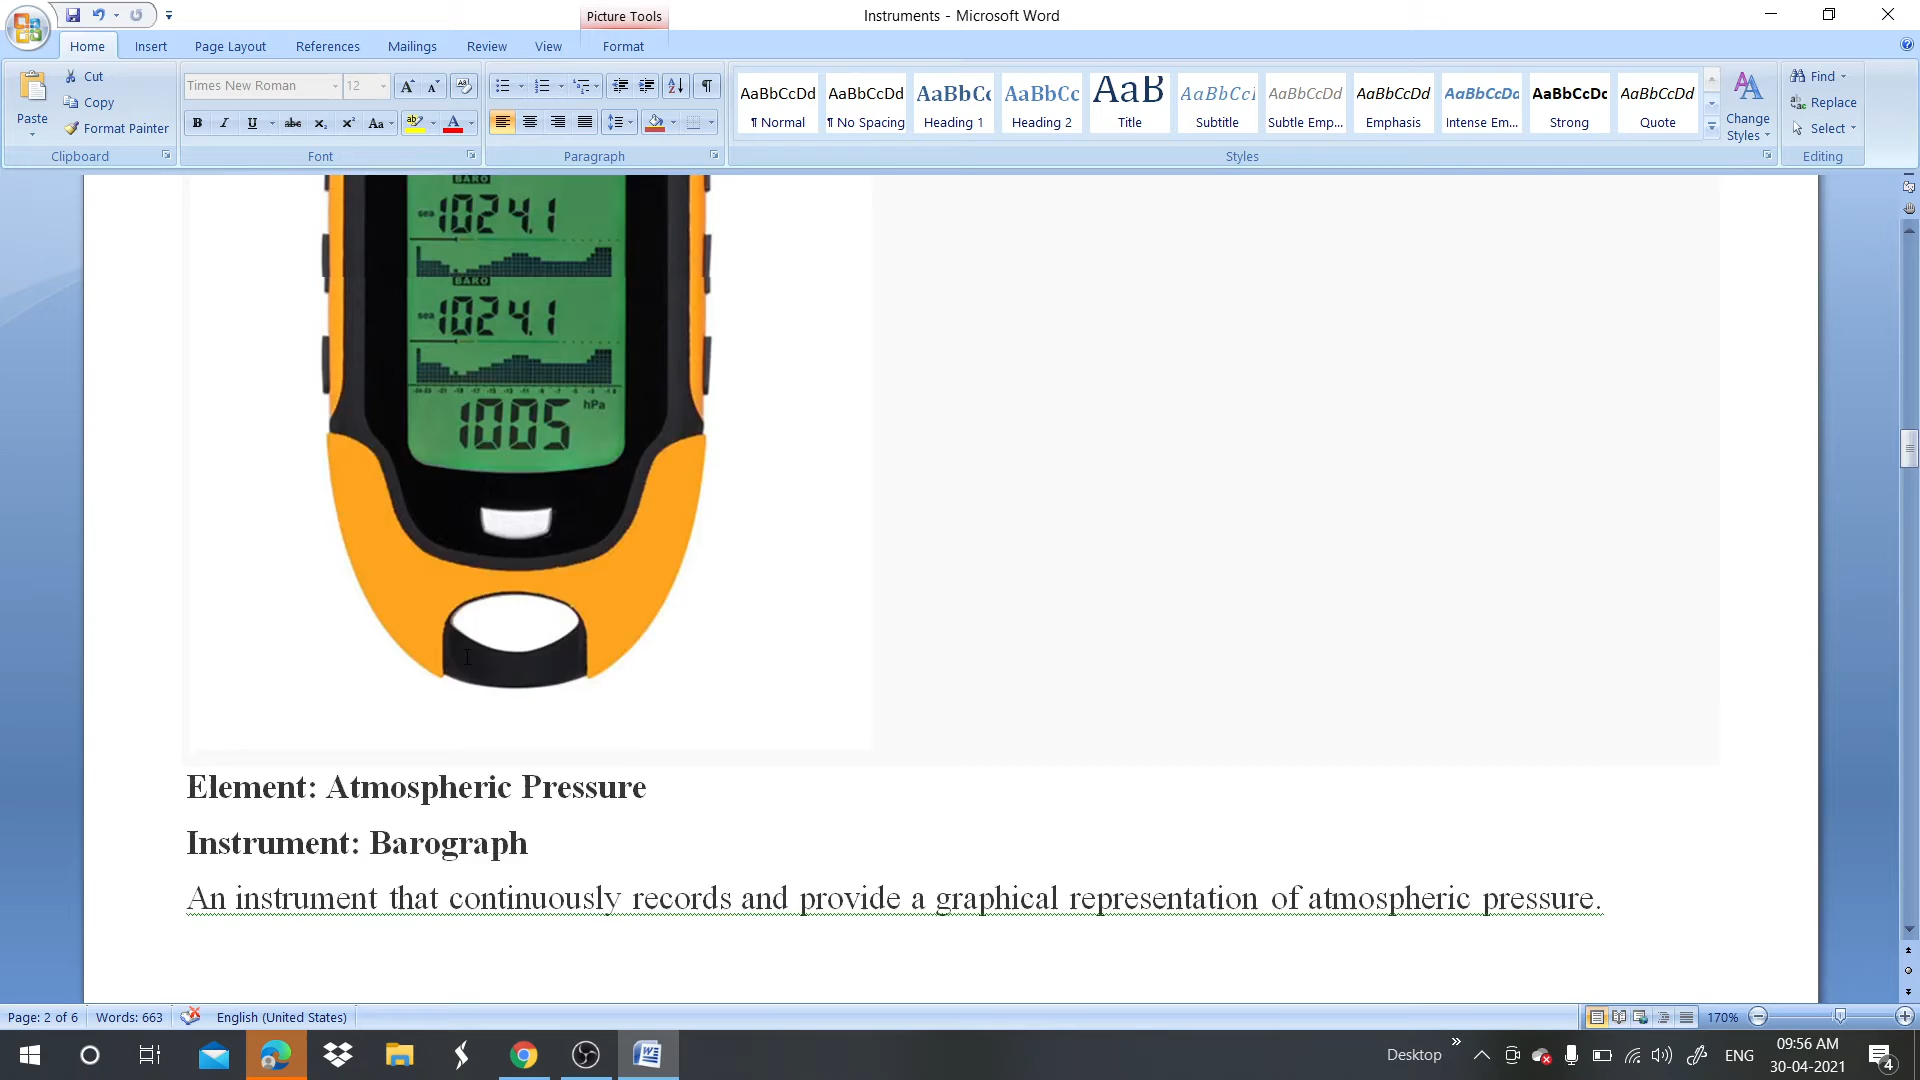 Picture Tools
Instruments - Microsoft Word
Home Insert Page Layout References Mailings Review View Format
Paste
Cut
Copy
Format Painter
Clipboard
Times New Roman 12
Font
Paragraph
AaBbCcDd AaBbCcDd AaBbCc AaBbCc AaB AaBbCcI AaBbCcDd AaBbCcDd AaBbCcDd AaBbCcDc AaBbCcDd
¶ Normal ¶ No Spacing Heading 1 Heading 2 Title Subtitle Subtle Emp... Emphasis Intense Em... Strong Quote
Styles
Change
Styles
Find
Replace
Select
Editing
BARO
sea 1024.1
BARO
sea 1024.1
hPa
1005
Element: Atmospheric Pressure
Instrument: Barograph
An instrument that continuously records and provide a graphical representation of atmospheric pressure.
Page: 2 of 6 Words: 663 English (United States) 170%
Desktop ENG 09:56 AM
30-04-2021
4